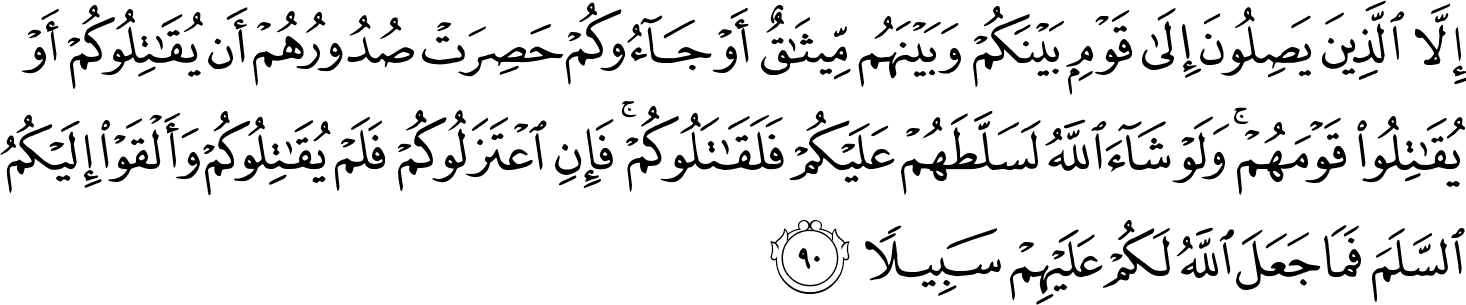 إِلَّا ٱلَّذِينَ يَصِلُونَ إِلَىٰ قَوْمٍۭ بَيْنَكُمْ وَبَيْنَهُم مِّيثَـٰقٌ أَوْ جَآءُوكُمْ حَصِرَتْ صُدُورُهُمْ أَن يُقَـٰتِلُوكُمْ أَوْ
يُقَـٰتِلُوا۟ قَوْمَهُمْ ۚ وَلَوْ شَآءَ ٱللَّهُ لَسَلَّطَهُمْ عَلَيْكُمْ فَلَقَـٰتَلُوكُمْ ۚ فَإِنِ ٱعْتَزَلُوكُمْ فَلَمْ يُقَـٰتِلُوكُمْ وَأَلْقَوْا۟ إِلَيْكُمُ
ٱلسَّلَمَ فَمَا جَعَلَ ٱللَّهُ لَكُمْ عَلَيْهِمْ سَبِيلًا ٩٠